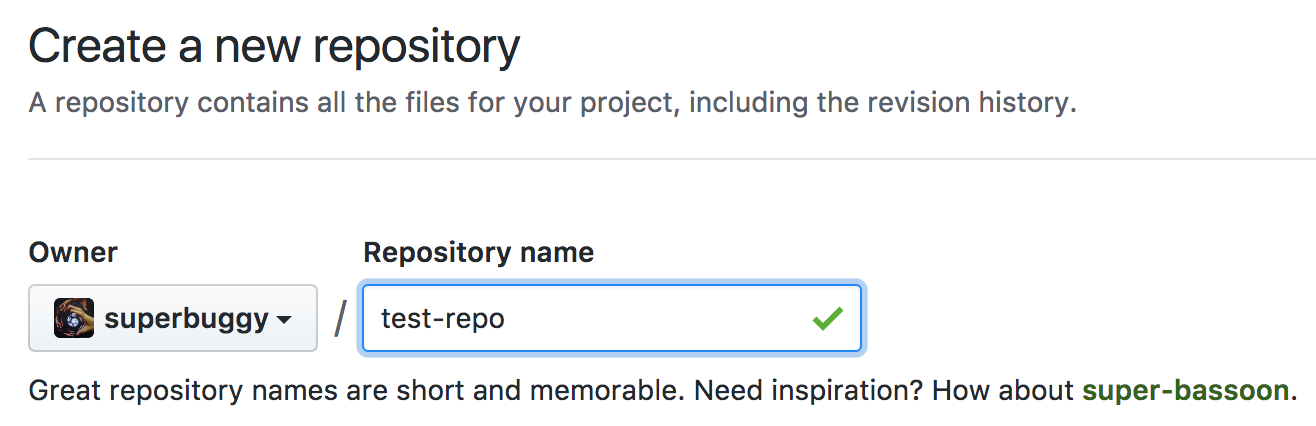 Create a new repository
A repository contains all the files for your project, including the revision history.
Owner
Repository name
superbuggy / test-repo
Great repository names are short and memorable. Need inspiration? How about super-bassoon.